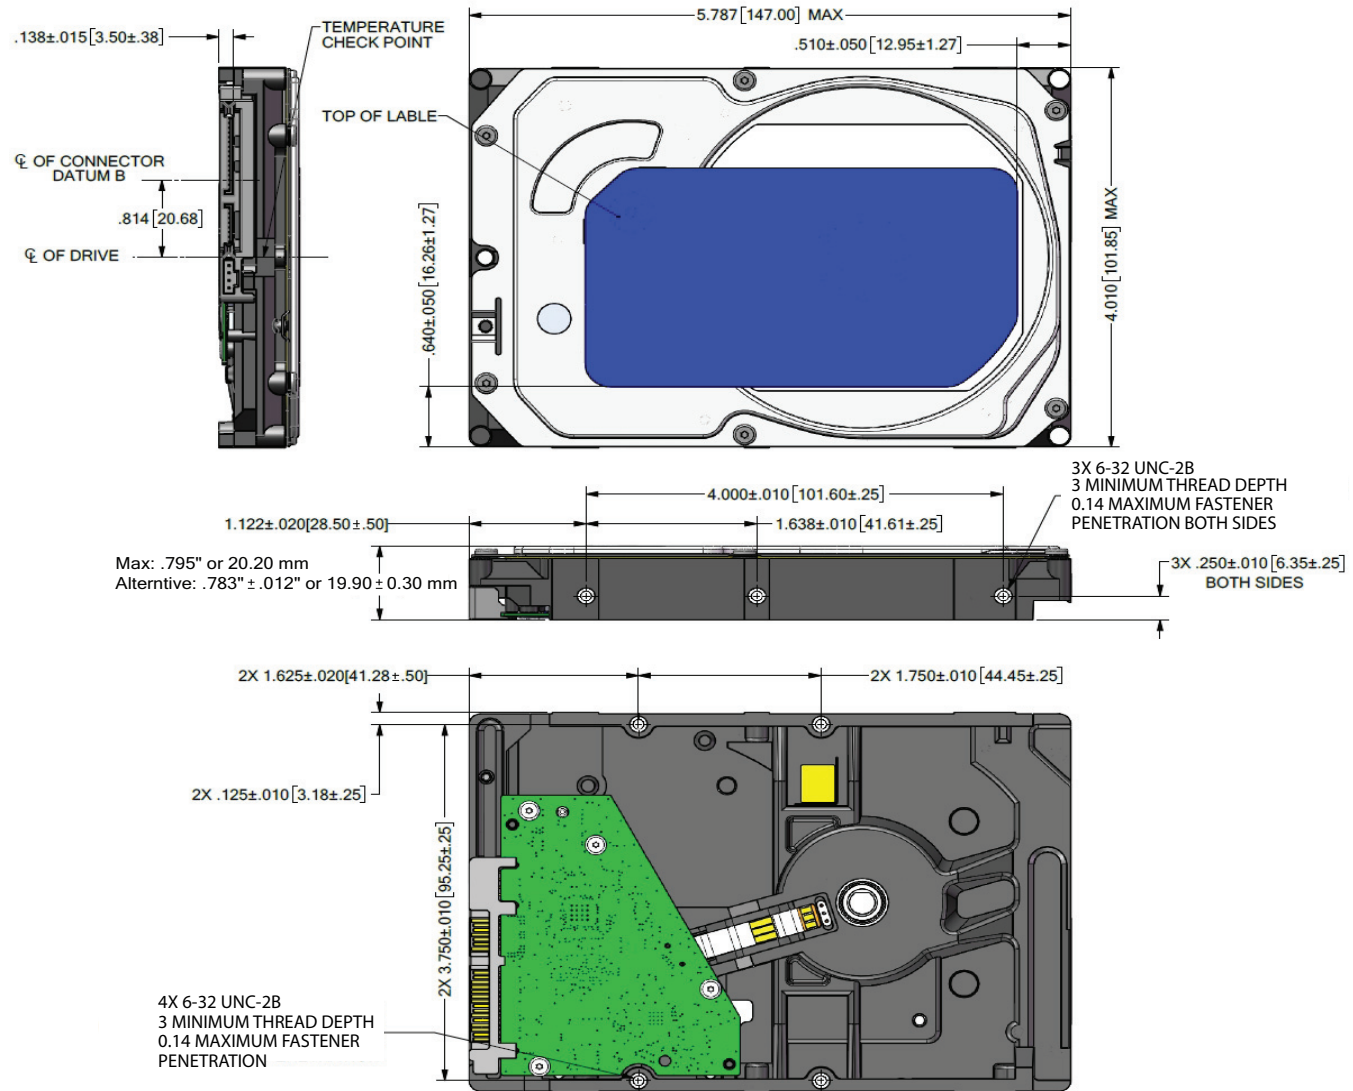 5.787[147.00] MAX
.138±.015[3.50±.38]
TEMPERATURE
CHECK POINT
.510±.050[12.95±1.27]
TOP OF LABLE
℄ OF CONNECTOR
DATUM B
.814[20.68]
℄ OF DRIVE
.640±.050[16.26±1.27]
4.010[101.85] MAX
3X 6-32 UNC-2B
3 MINIMUM THREAD DEPTH
0.14 MAXIMUM FASTENER
PENETRATION BOTH SIDES
4.000±.010[101.60±.25]
1.122±.020[28.50±.50]
1.638±.010[41.61±.25]
Max: .795" or 20.20 mm
Alterntive: .783" ± .012" or 19.90 ± 0.30 mm
3X .250±.010[6.35±.25]
BOTH SIDES
2X 1.625±.020[41.28±.50]
2X 1.750±.010[44.45±.25]
2X .125±.010[3.18±.25]
2X 3.750±.010[95.25±.25]
4X 6-32 UNC-2B
3 MINIMUM THREAD DEPTH
0.14 MAXIMUM FASTENER
PENETRATION